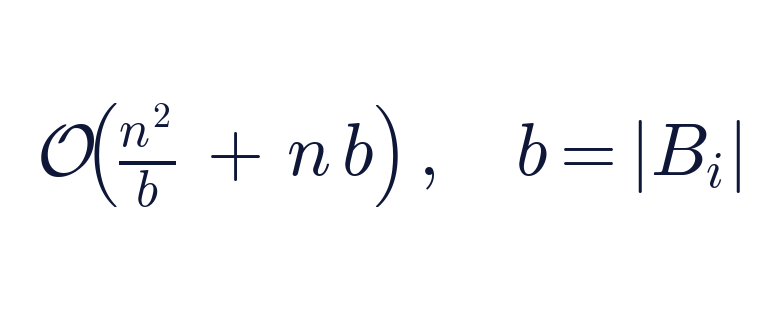 𝒪(n²/b + n b), b = |Bᵢ|